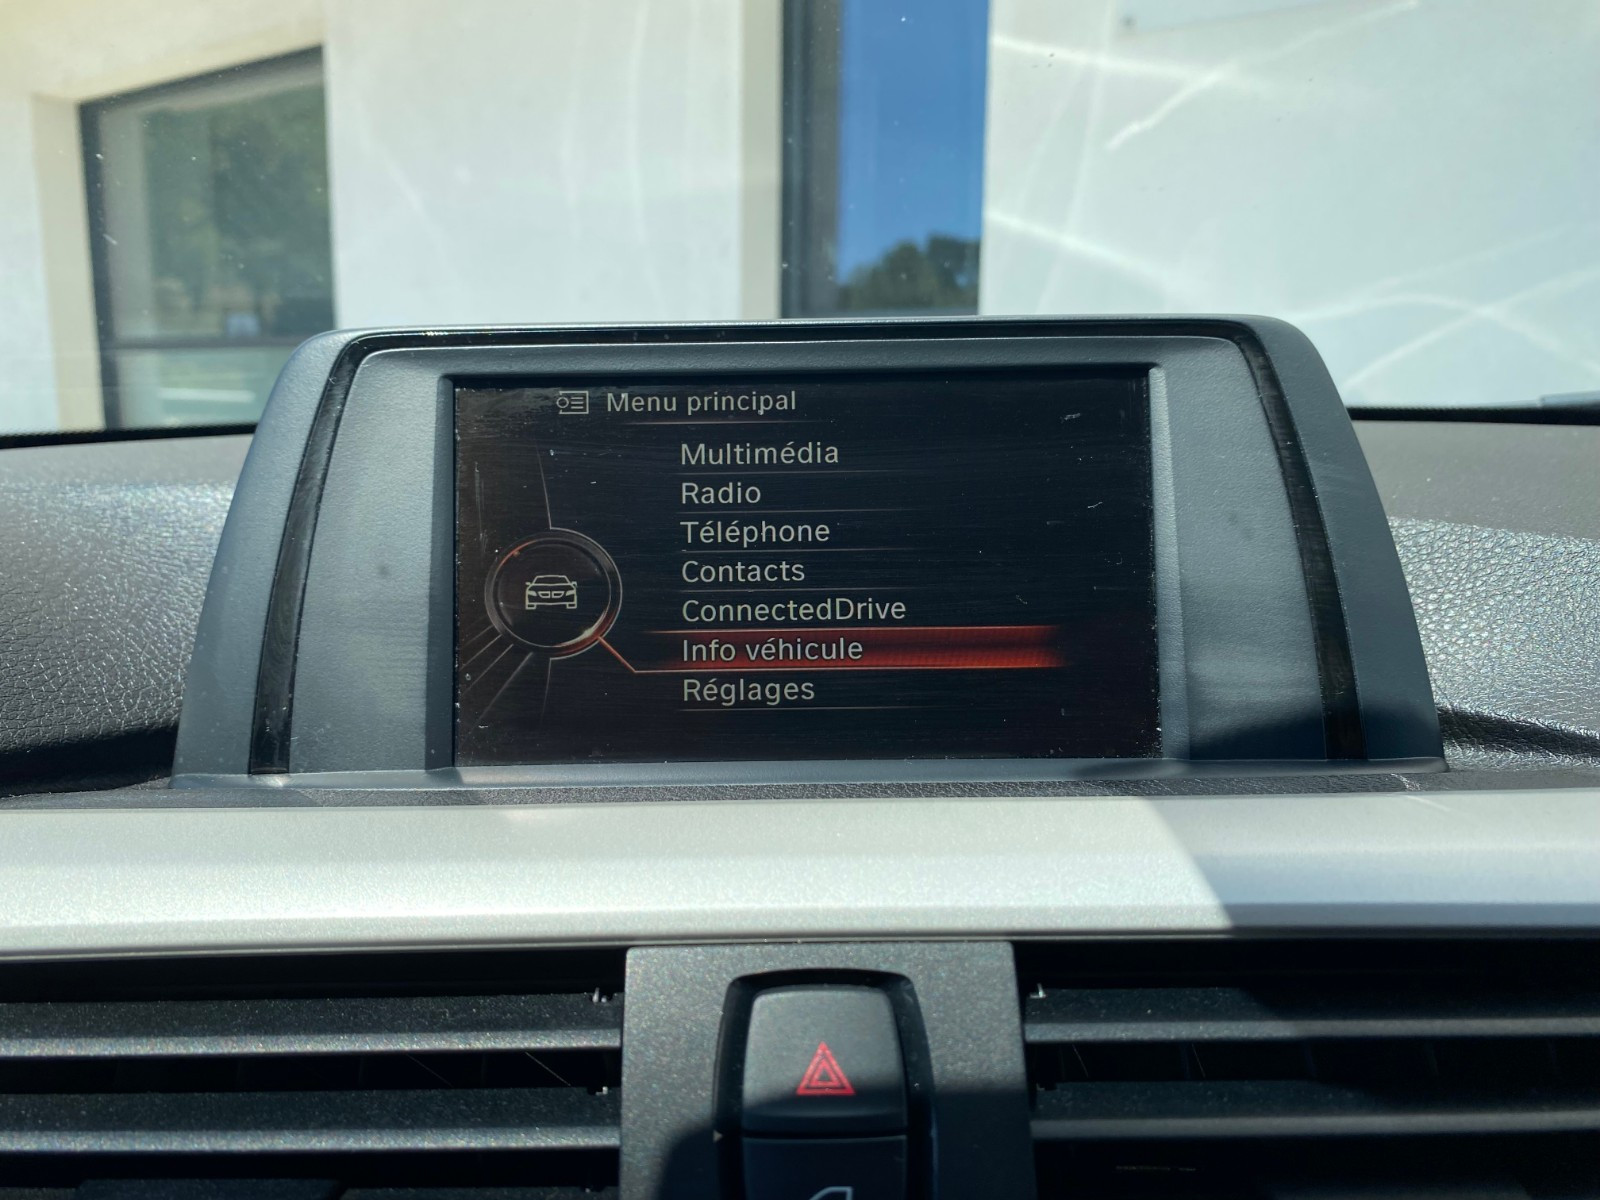 Menu principal
Multimédia
Radio
Téléphone
Contacts
ConnectedDrive
Info véhicule
Réglages